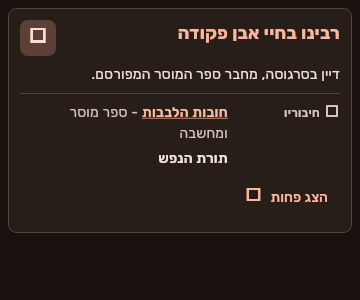 רבינו בחיי אבן פקודה
דיין בסרגוסה, מחבר ספר המוסר המפורסם.
חיבוריו
חובות הלבבות - ספר מוסר
ומחשבה
תורת הנפש
הצג פחות